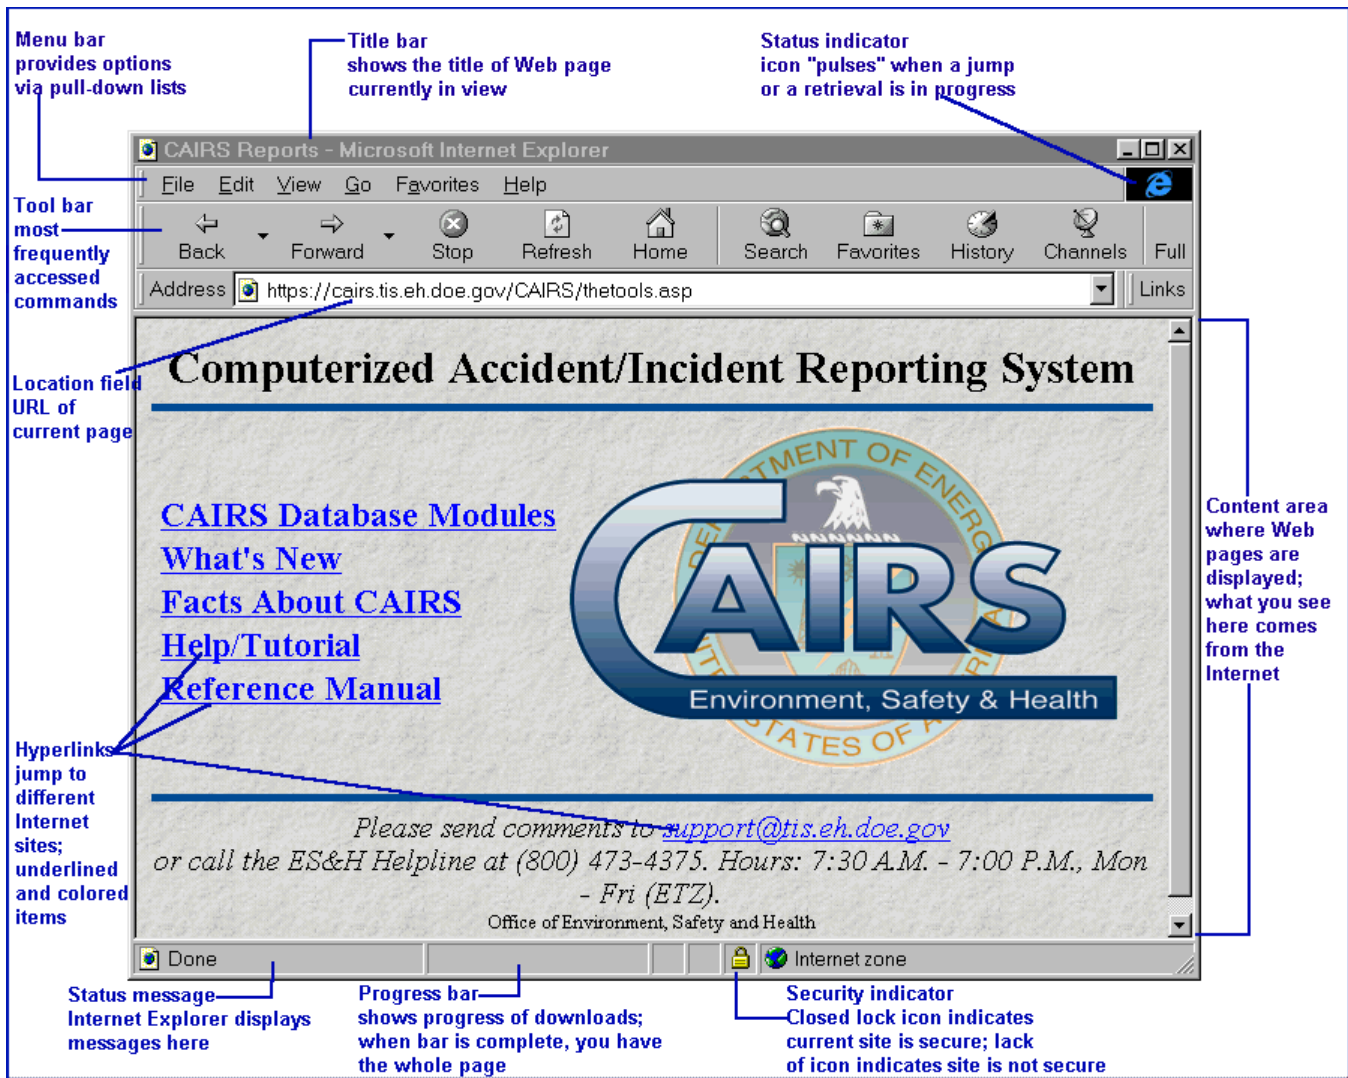 Menu bar
provides options
via pull-down lists
Title bar
shows the title of Web page
currently in view
Status indicator
icon "pulses" when a jump
or a retrieval is in progress
CAIRS Reports - Microsoft Internet Explorer
File Edit View Go Favorites Help
Tool bar
most
frequently
accessed
commands
Back Forward Stop Refresh Home Search Favorites History Channels Full
Address https://cairs.tis.eh.doe.gov/CAIRS/thetools.asp Links
Location field
URL of
current page
Computerized Accident/Incident Reporting System
CAIRS Database Modules
What's New
Facts About CAIRS
Help/Tutorial
Reference Manual
DEPARTMENT OF ENERGY
UNITED STATES OF AMERICA
CAIRS
Environment, Safety & Health
Content area
where Web
pages are
displayed;
what you see
here comes
from the
Internet
Hyperlinks
jump to
different
Internet
sites;
underlined
and colored
items
Please send comments to support@tis.eh.doe.gov
or call the ES&H Helpline at (800) 473-4375. Hours: 7:30 A.M. - 7:00 P.M., Mon
- Fri (ETZ).
Office of Environment, Safety and Health
Done Internet zone
Status message
Internet Explorer displays
messages here
Progress bar
shows progress of downloads;
when bar is complete, you have
the whole page
Security indicator
Closed lock icon indicates
current site is secure; lack
of icon indicates site is not secure